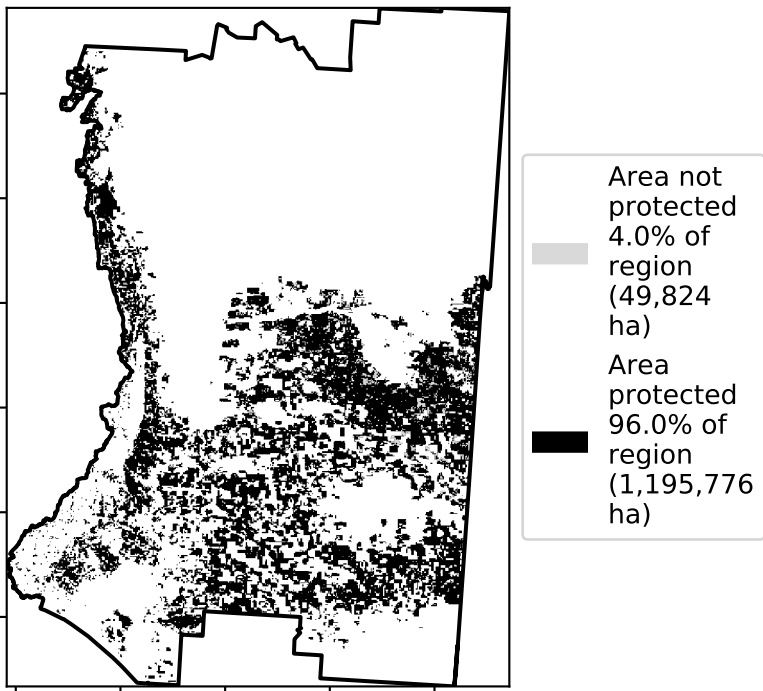 Area not
protected
4.0% of
region
(49,824
ha)
Area
protected
96.0% of
region
(1,195,776
ha)